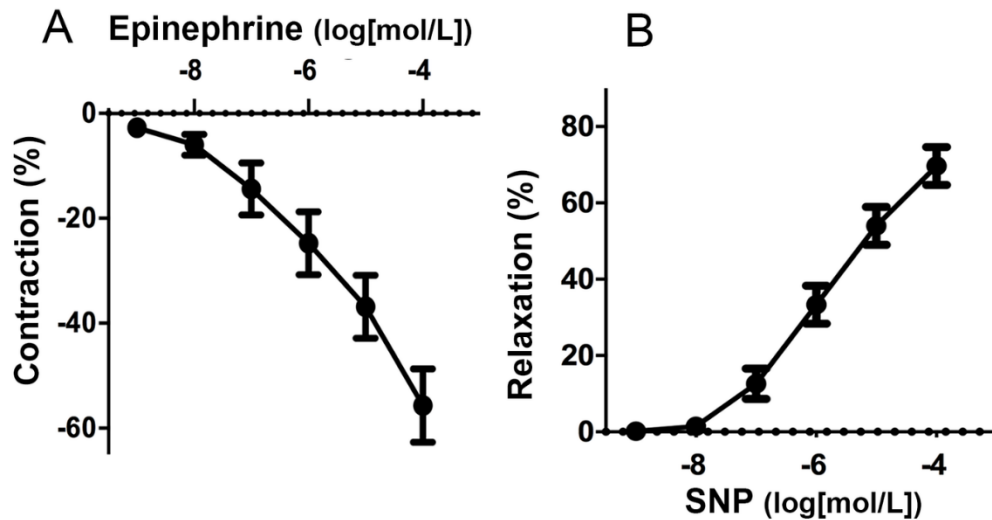 A
Epinephrine (log[mol/L])
-8 -6 -4
0
-20
-40
-60
Contraction (%)
B
80
60
40
20
0
Relaxation (%)
-8 -6 -4
SNP (log[mol/L])